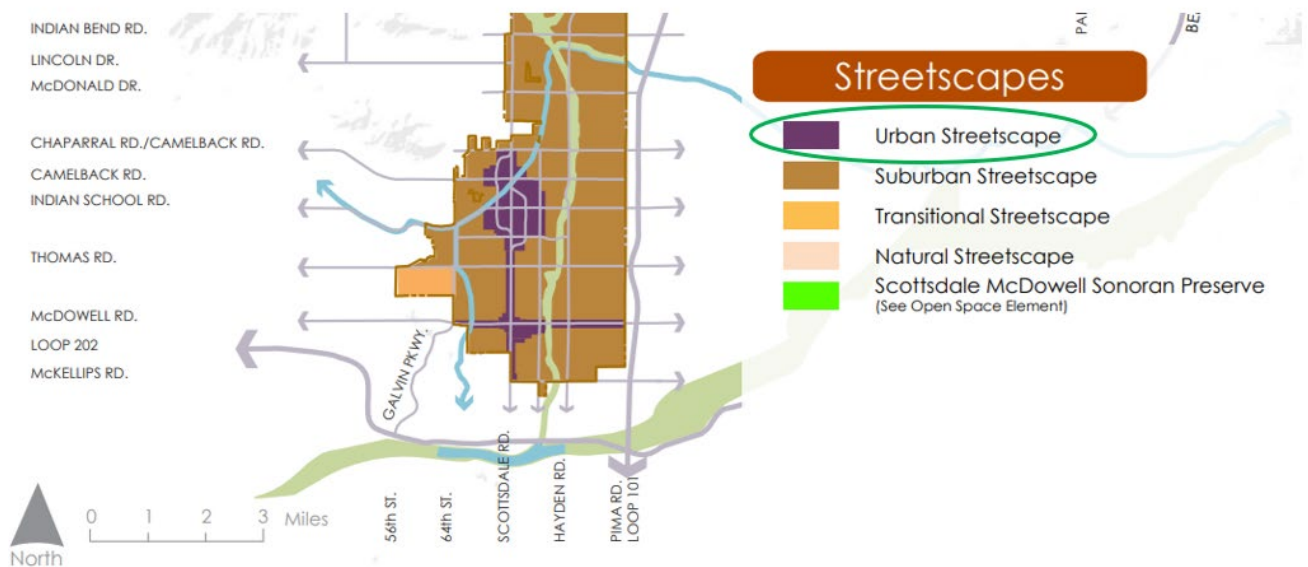 INDIAN BEND RD.
LINCOLN DR.
McDONALD DR.
CHAPARRAL RD./CAMELBACK RD.
CAMELBACK RD.
INDIAN SCHOOL RD.
THOMAS RD.
McDOWELL RD.
LOOP 202
McKELLIPS RD.
GALVIN PKWY.
56th ST.
64th ST.
SCOTTSDALE RD.
HAYDEN RD.
PIMA RD.
LOOP 101
0 1 2 3 Miles
North
Streetscapes
Urban Streetscape
Suburban Streetscape
Transitional Streetscape
Natural Streetscape
Scottsdale McDowell Sonoran Preserve
(See Open Space Element)